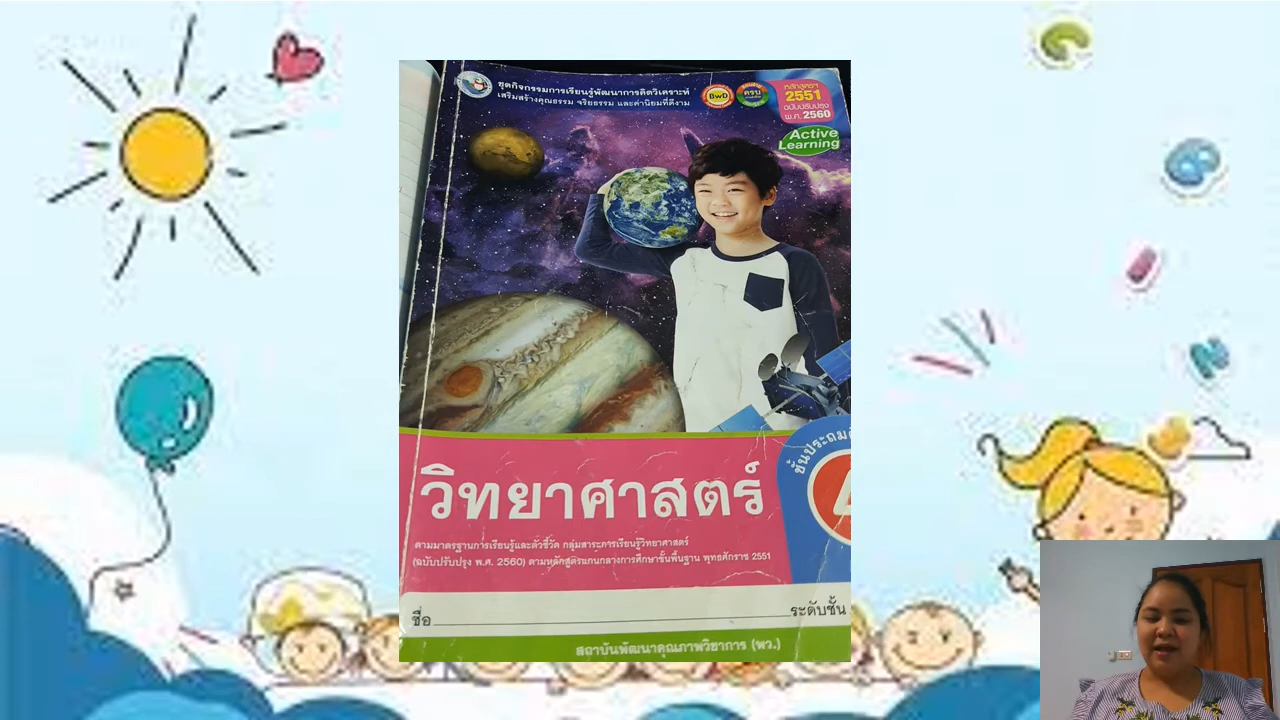 ชุดกิจกรรมการเรียนรู้พัฒนาการคิดวิเคราะห์
เสริมสร้างคุณธรรม จริยธรรม และค่านิยมที่ดีงาม
BwD
หลักสูตรฯ
2551
ฉบับปรับปรุง
พ.ศ. 2560
Active
Learning
ชั้นประถม
4
วิทยาศาสตร์
ตามมาตรฐานการเรียนรู้และตัวชี้วัด กลุ่มสาระการเรียนรู้วิทยาศาสตร์
(ฉบับปรับปรุง พ.ศ. 2560) ตามหลักสูตรแกนกลางการศึกษาขั้นพื้นฐาน พุทธศักราช 2551
ชื่อ ระดับชั้น
สถาบันพัฒนาคุณภาพวิชาการ (พว.)